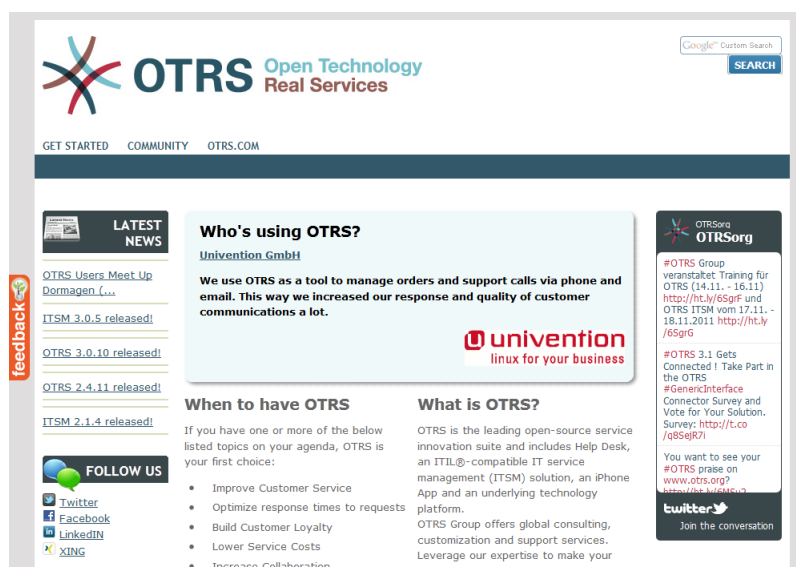 OTRS Open Technology
Real Services
Google™ Custom Search
SEARCH
GET STARTED COMMUNITY OTRS.COM
feedback
LATEST
NEWS
OTRS Users Meet Up
Dormagen (...
ITSM 3.0.5 released!
OTRS 3.0.10 released!
OTRS 2.4.11 released!
ITSM 2.1.4 released!
FOLLOW US
Twitter
Facebook
LinkedIN
XING
Who's using OTRS?
Univention GmbH
We use OTRS as a tool to manage orders and support calls via phone and
email. This way we increased our response and quality of customer
communications a lot.
univention
linux for your business
When to have OTRS
If you have one or more of the below
listed topics on your agenda, OTRS is
your first choice:
• Improve Customer Service
• Optimize response times to requests
• Build Customer Loyalty
• Lower Service Costs
• Increase Collaboration
What is OTRS?
OTRS is the leading open-source service
innovation suite and includes Help Desk,
an ITIL®-compatible IT service
management (ITSM) solution, an iPhone
App and an underlying technology
platform.
OTRS Group offers global consulting,
customization and support services.
Leverage our expertise to make your
OTRSorg
OTRSorg
#OTRS Group
veranstaltet Training für
OTRS (14.11. - 16.11)
http://ht.ly/6SgrF und
OTRS ITSM vom 17.11. -
18.11.2011 http://ht.ly
/6SgrG
#OTRS 3.1 Gets
Connected ! Take Part in
the OTRS
#GenericInterface
Connector Survey and
Vote for Your Solution.
Survey: http://t.co
/q8SeJR7i
You want to see your
#OTRS praise on
www.otrs.org?
twitter
Join the conversation